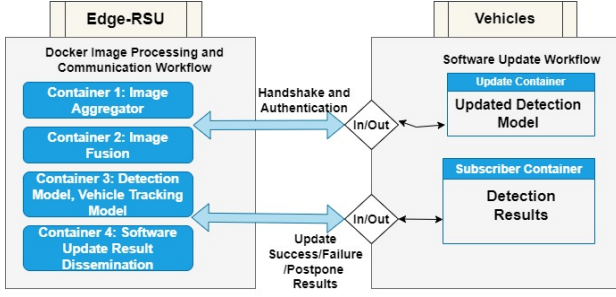 Edge-RSU
Docker Image Processing and
Communication Workflow
Container 1: Image
Aggregator
Container 2: Image
Fusion
Container 3: Detection
Model, Vehicle Tracking
Model
Container 4: Software
Update Result
Dissemination
Handshake and
Authentication
In/Out
In/Out
Update
Success/Failure
/Postpone
Results
Vehicles
Software Update Workflow
Update Container
Updated Detection
Model
Subscriber Container
Detection
Results